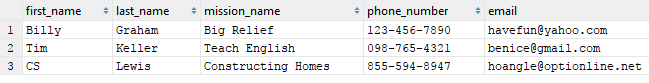 first_name last_name mission_name phone_number email
1 Billy Graham Big Relief 123-456-7890 havefun@yahoo.com
2 Tim Keller Teach English 098-765-4321 benice@gmail.com
3 CS Lewis Constructing Homes 855-594-8947 hoangle@optionline.net